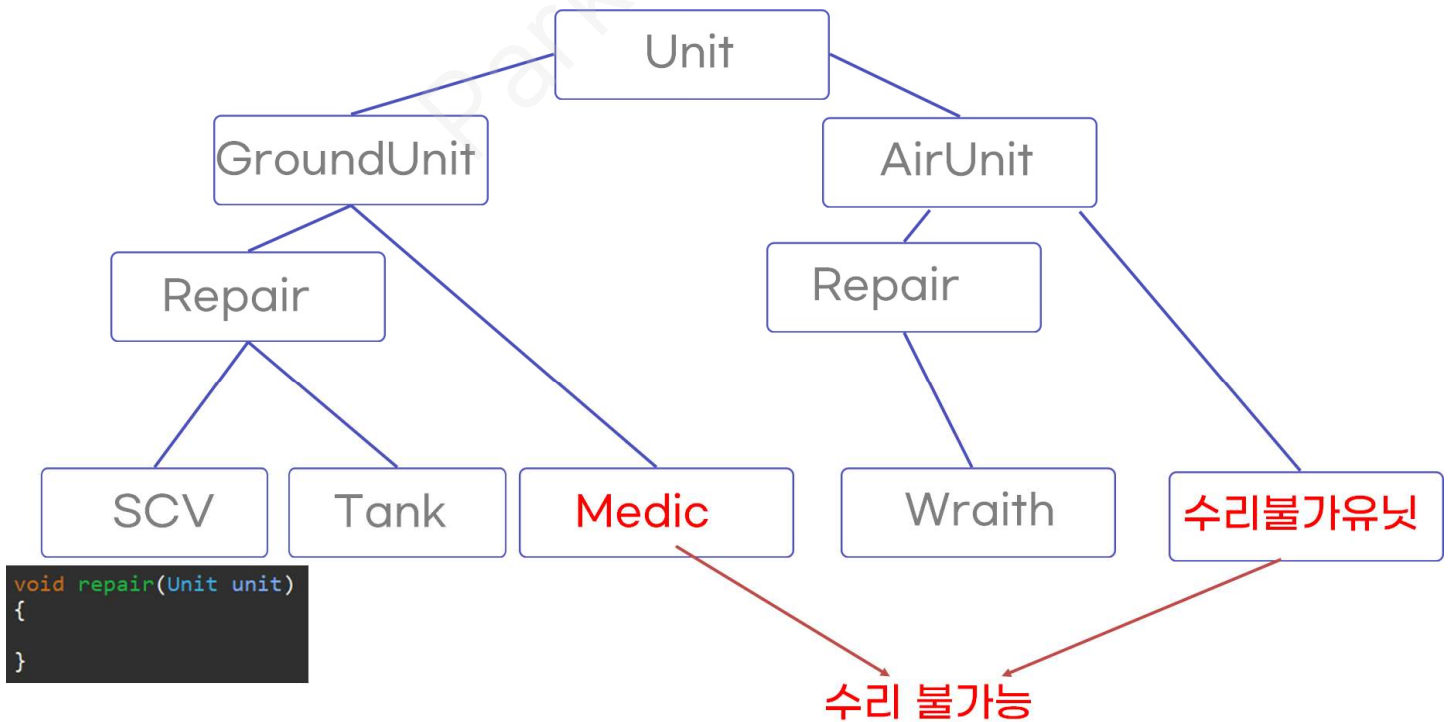 Park
Unit
GroundUnit
AirUnit
Repair
Repair
SCV
Tank
Medic
Wraith
수리불가유닛
void repair(Unit unit)
{
}
수리 불가능